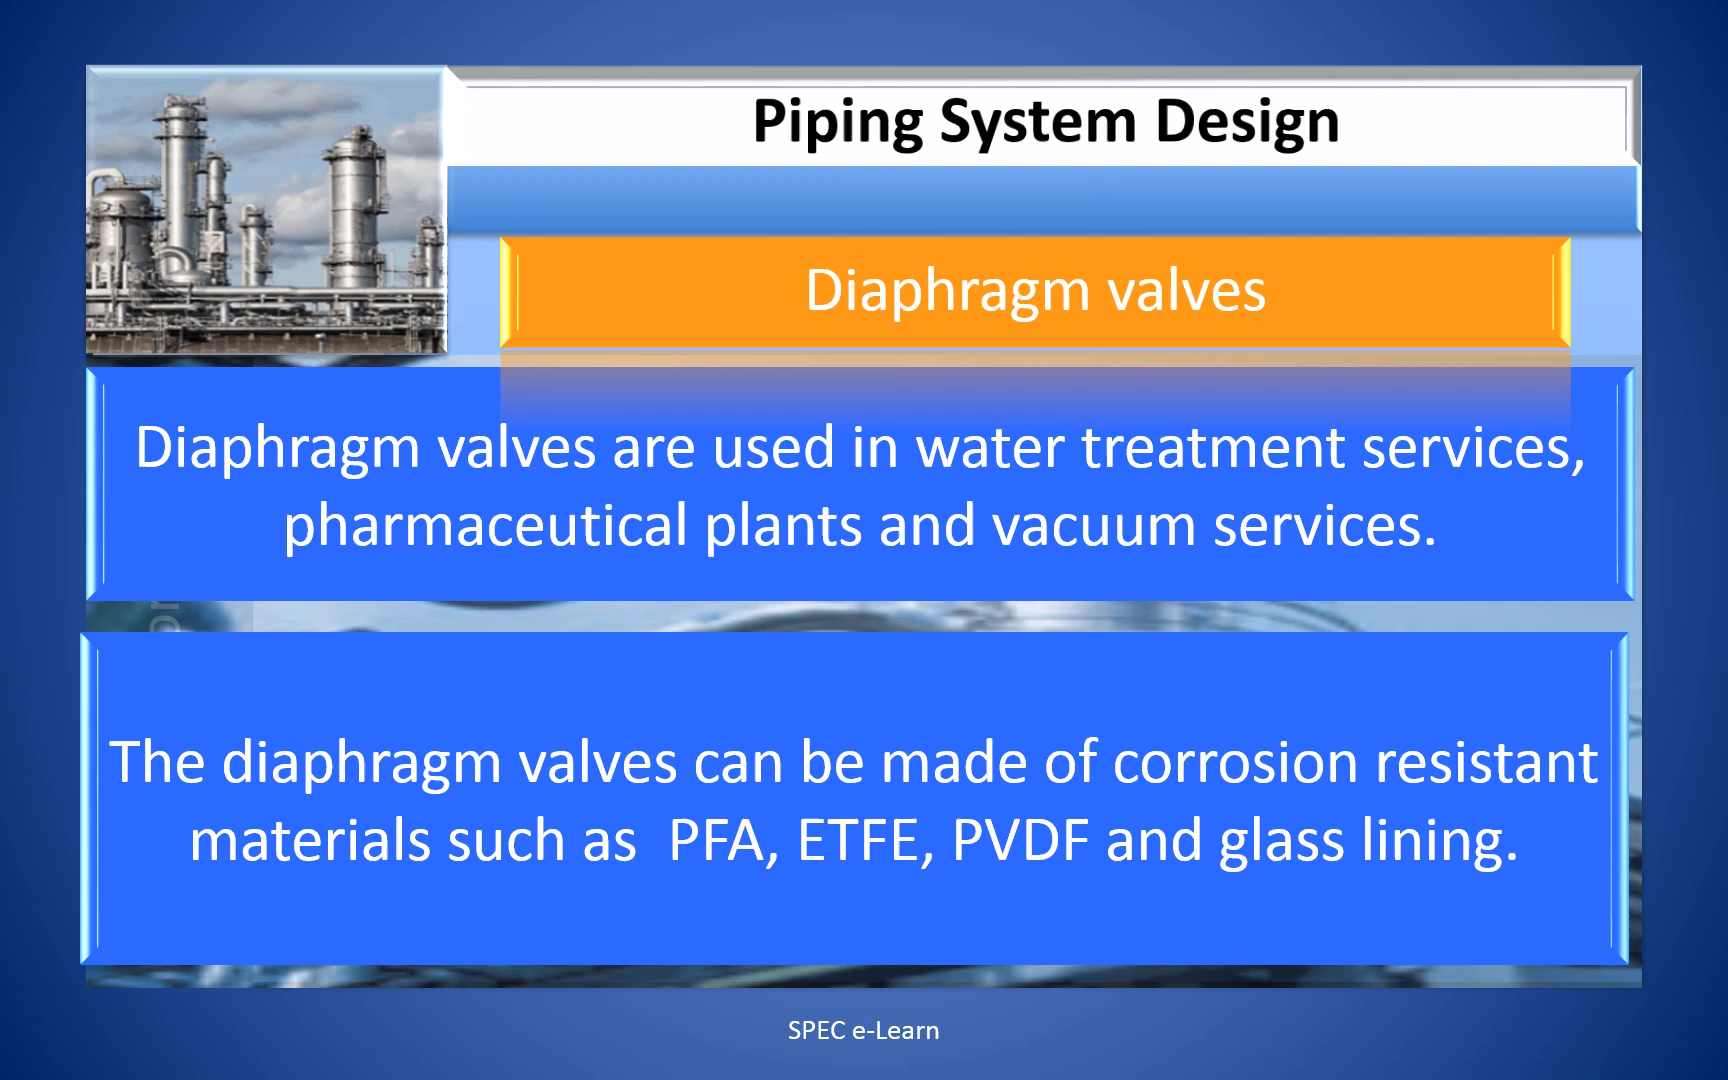 Piping System Design
Diaphragm valves
Diaphragm valves are used in water treatment services,
pharmaceutical plants and vacuum services.
The diaphragm valves can be made of corrosion resistant
materials such as  PFA, ETFE, PVDF and glass lining.
SPEC e-Learn